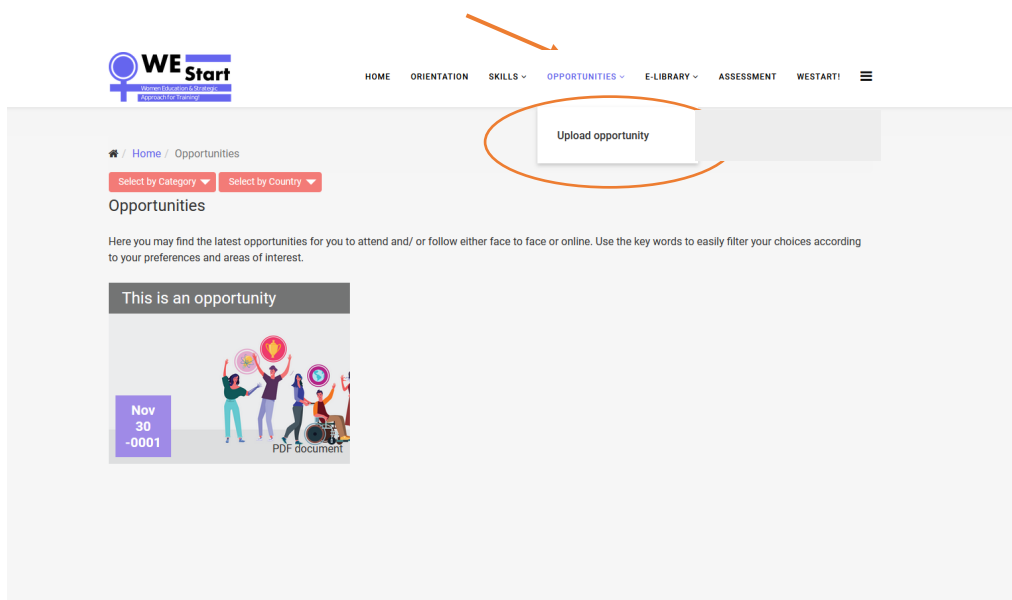 WE
Start
Women Education & Strategic
Approach for Training!
HOME ORIENTATION SKILLS OPPORTUNITIES E-LIBRARY ASSESSMENT WESTART!
Upload opportunity
/ Home / Opportunities
Select by Category Select by Country
Opportunities
Here you may find the latest opportunities for you to attend and/ or follow either face to face or online. Use the key words to easily filter your choices according
to your preferences and areas of interest.
This is an opportunity
Nov
30
-0001
PDF document